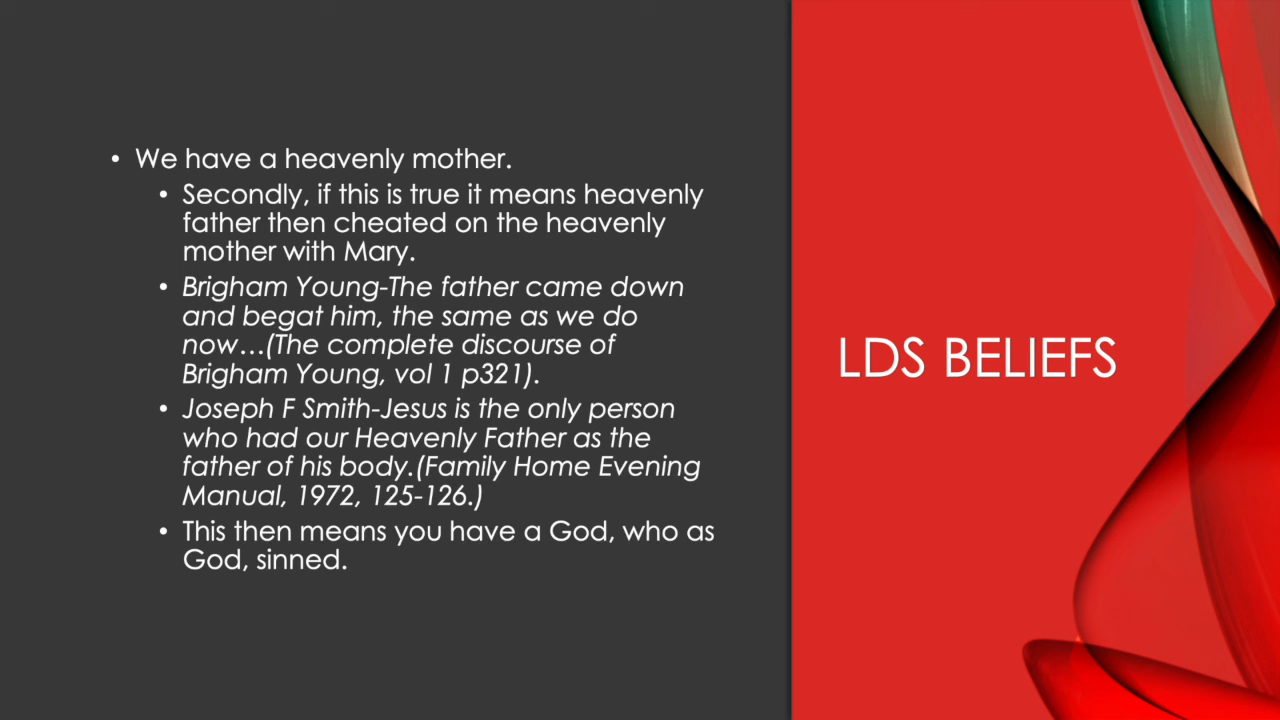 • We have a heavenly mother.
• Secondly, if this is true it means heavenly
father then cheated on the heavenly
mother with Mary.
• Brigham Young-The father came down
and begat him, the same as we do
now…(The complete discourse of
Brigham Young, vol 1 p321).
• Joseph F Smith-Jesus is the only person
who had our Heavenly Father as the
father of his body.(Family Home Evening
Manual, 1972, 125-126.)
• This then means you have a God, who as
God, sinned.
LDS BELIEFS